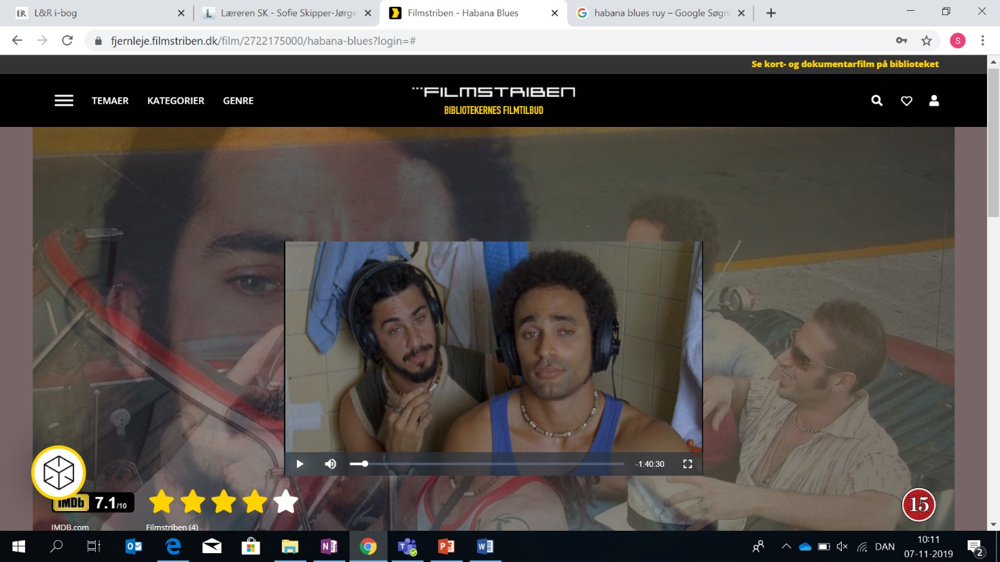 L&R i-bog
Læreren SK - Sofie Skipper-Jørge
Filmstriben - Habana Blues
habana blues ruy – Google Søgni
fjernleje.filmstriben.dk/film/2722175000/habana-blues?login=#
S
Se kort- og dokumentarfilm på biblioteket
TEMAER
KATEGORIER
GENRE
FILMSTRIBEN
BIBLIOTEKERNES FILMTILBUD
-1:40:30
IMDb 7.1/10
15
IMDB.com
Filmstriben (4)
DAN
10:11
07-11-2019
2